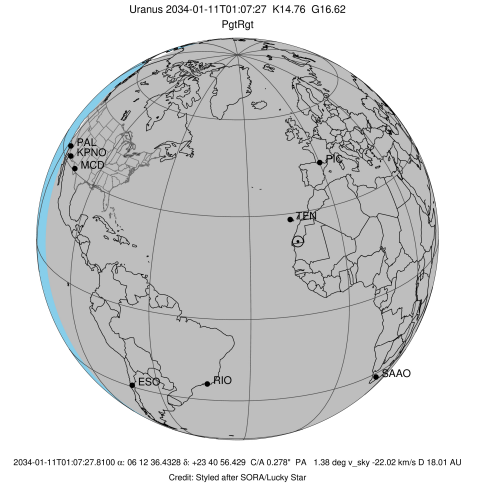 Uranus 2034-01-11T01:07:27 K14.76 G16.62
PgtRgt
PAL
KPNO
MCD
PIC
TEN
ESO
RIO
SAAO
2034-01-11T01:07:27.8100 α: 06 12 36.4328 δ: +23 40 56.429 C/A 0.278" PA 1.38 deg v_sky -22.02 km/s D 18.01 AU
Credit: Styled after SORA/Lucky Star